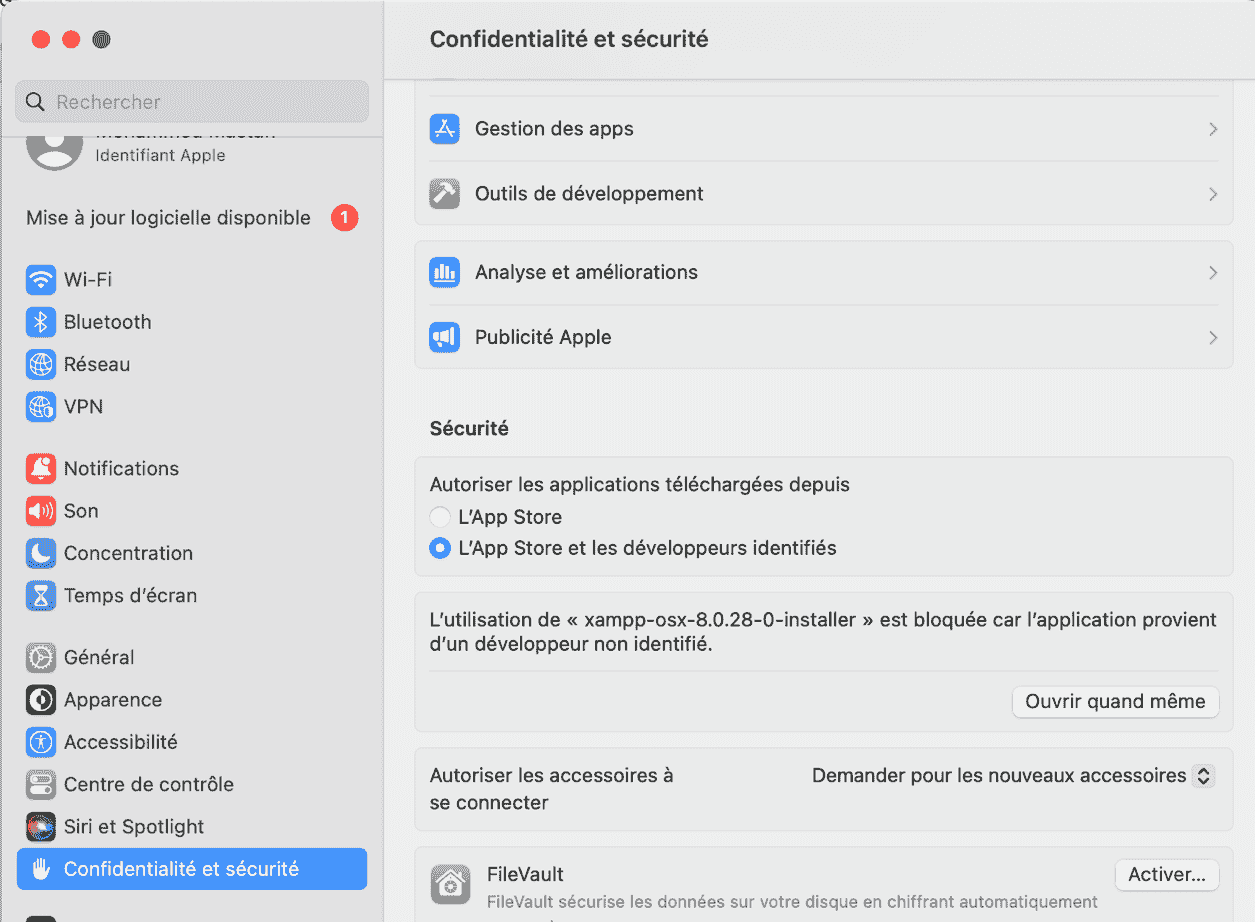 Confidentialité et sécurité
Rechercher
Identifiant Apple
Mise à jour logicielle disponible 1
Wi-Fi
Bluetooth
Réseau
VPN
Notifications
Son
Concentration
Temps d’écran
Général
Apparence
Accessibilité
Centre de contrôle
Siri et Spotlight
Confidentialité et sécurité
Gestion des apps
Outils de développement
Analyse et améliorations
Publicité Apple
Sécurité
Autoriser les applications téléchargées depuis
L’App Store
L’App Store et les développeurs identifiés
L’utilisation de « xampp-osx-8.0.28-0-installer » est bloquée car l’application provient
d’un développeur non identifié.
Ouvrir quand même
Autoriser les accessoires à
se connecter
Demander pour les nouveaux accessoires
FileVault
Activer...
FileVault sécurise les données sur votre disque en chiffrant automatiquement